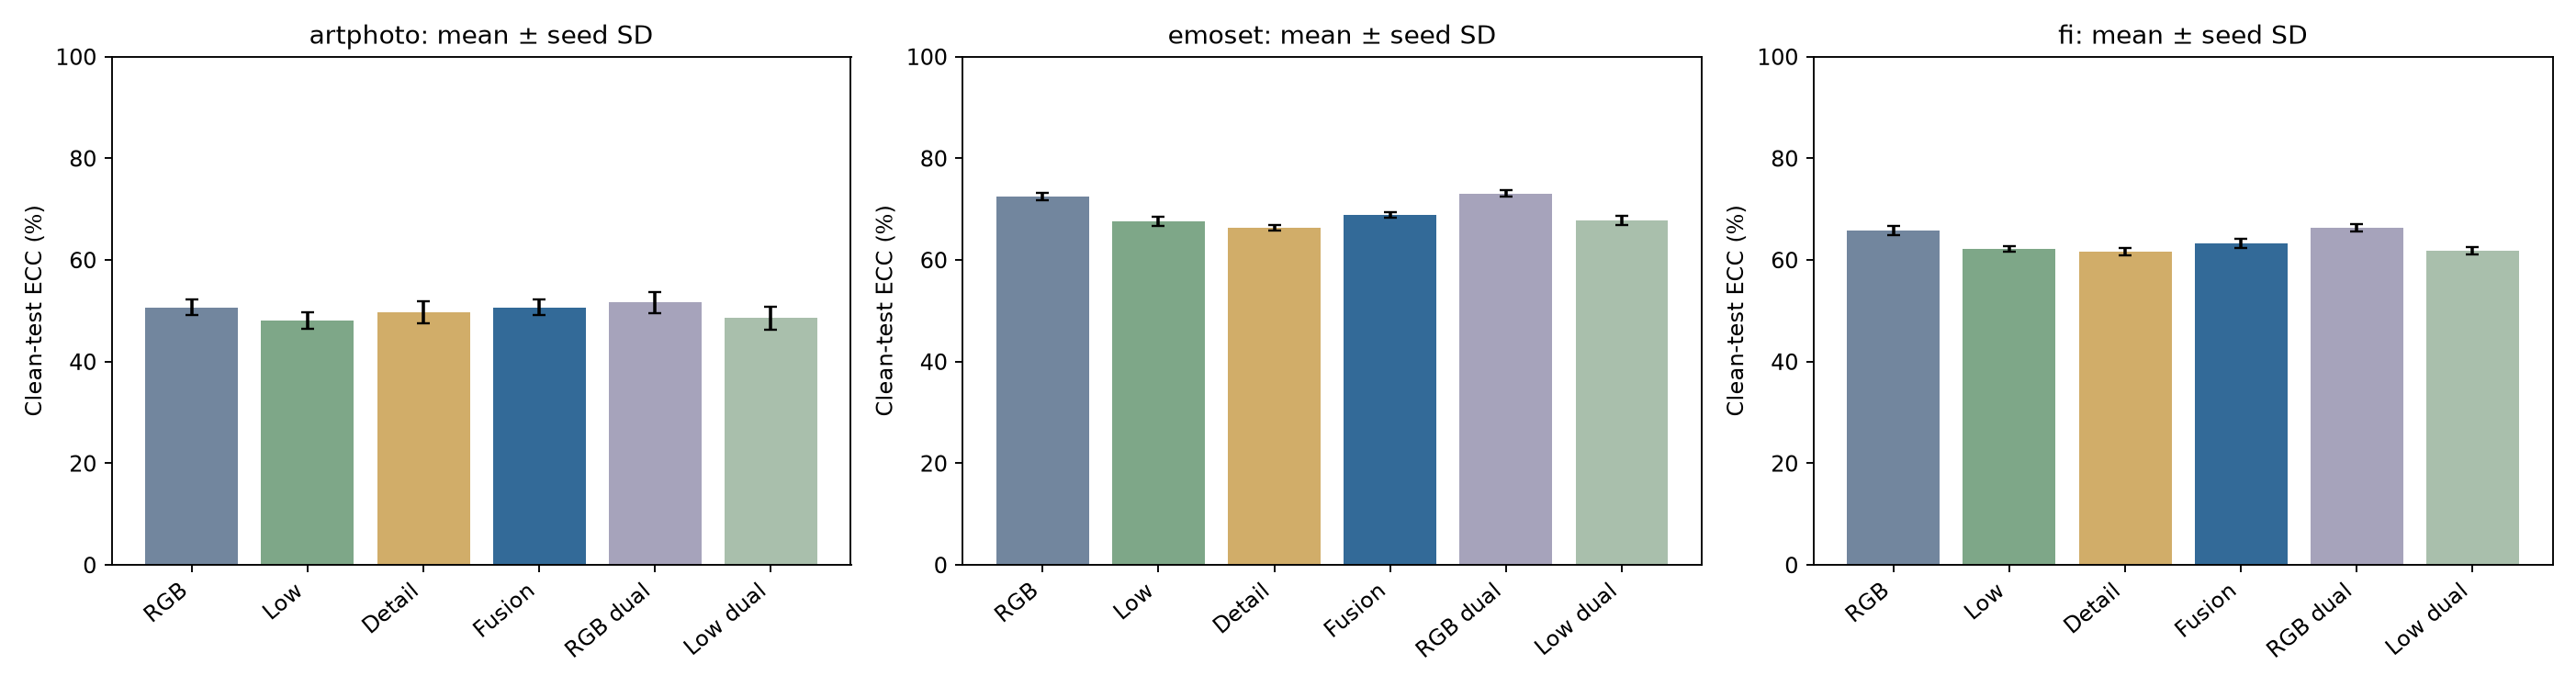 artphoto: mean ± seed SD
Clean-test ECC (%)
100
80
60
40
20
0
RGB
Low
Detail
Fusion
RGB dual
Low dual
emoset: mean ± seed SD
Clean-test ECC (%)
100
80
60
40
20
0
RGB
Low
Detail
Fusion
RGB dual
Low dual
fi: mean ± seed SD
Clean-test ECC (%)
100
80
60
40
20
0
RGB
Low
Detail
Fusion
RGB dual
Low dual